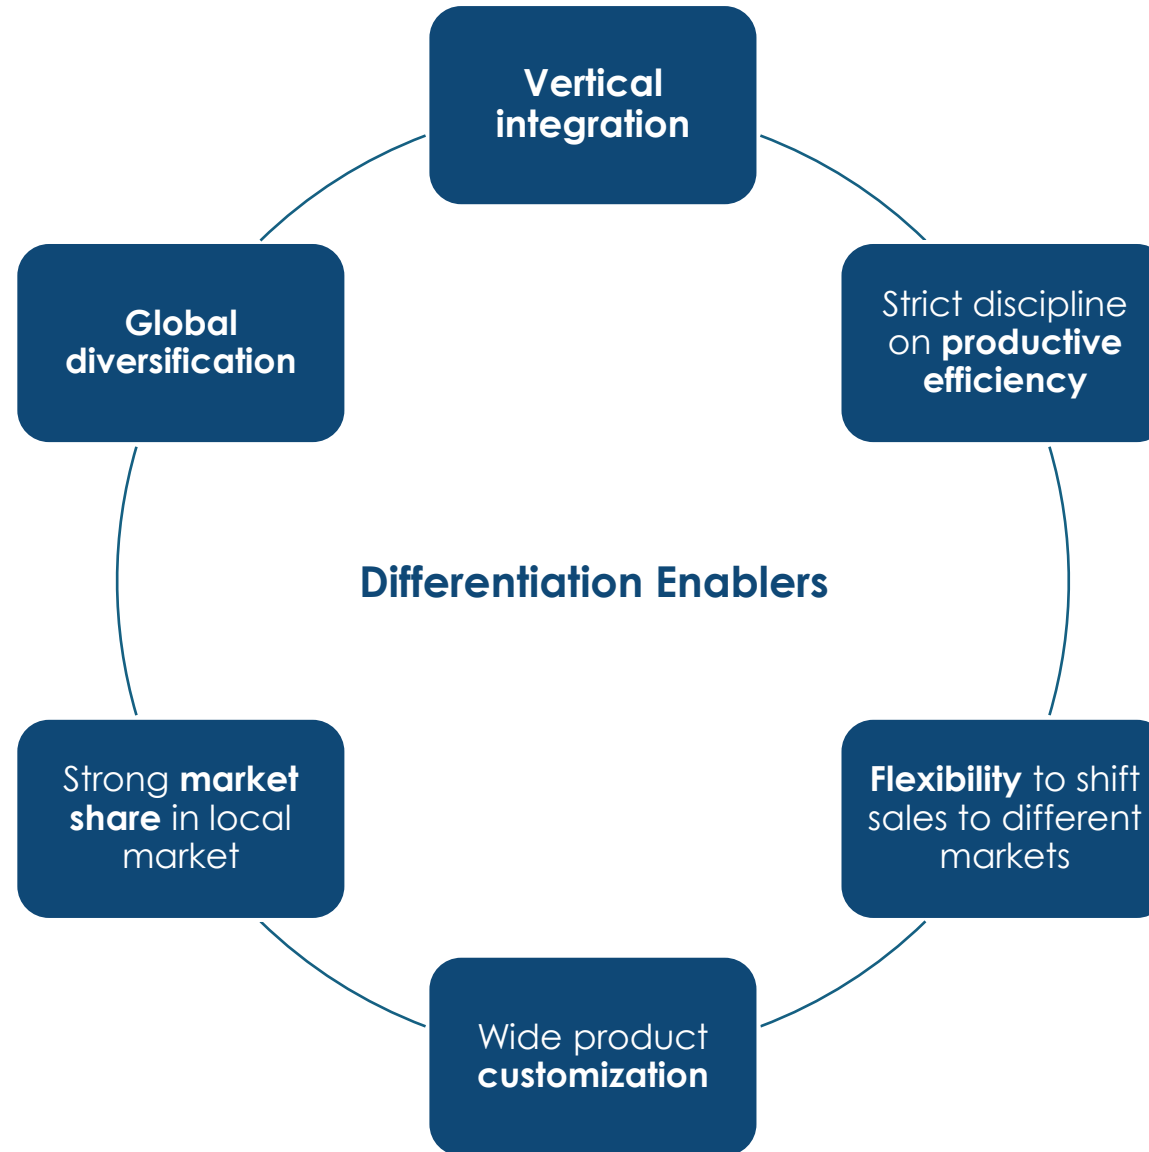 Vertical
integration
Global
diversification
Strict discipline
on productive
efficiency
Differentiation Enablers
Strong market
share in local
market
Flexibility to shift
sales to different
markets
Wide product
customization